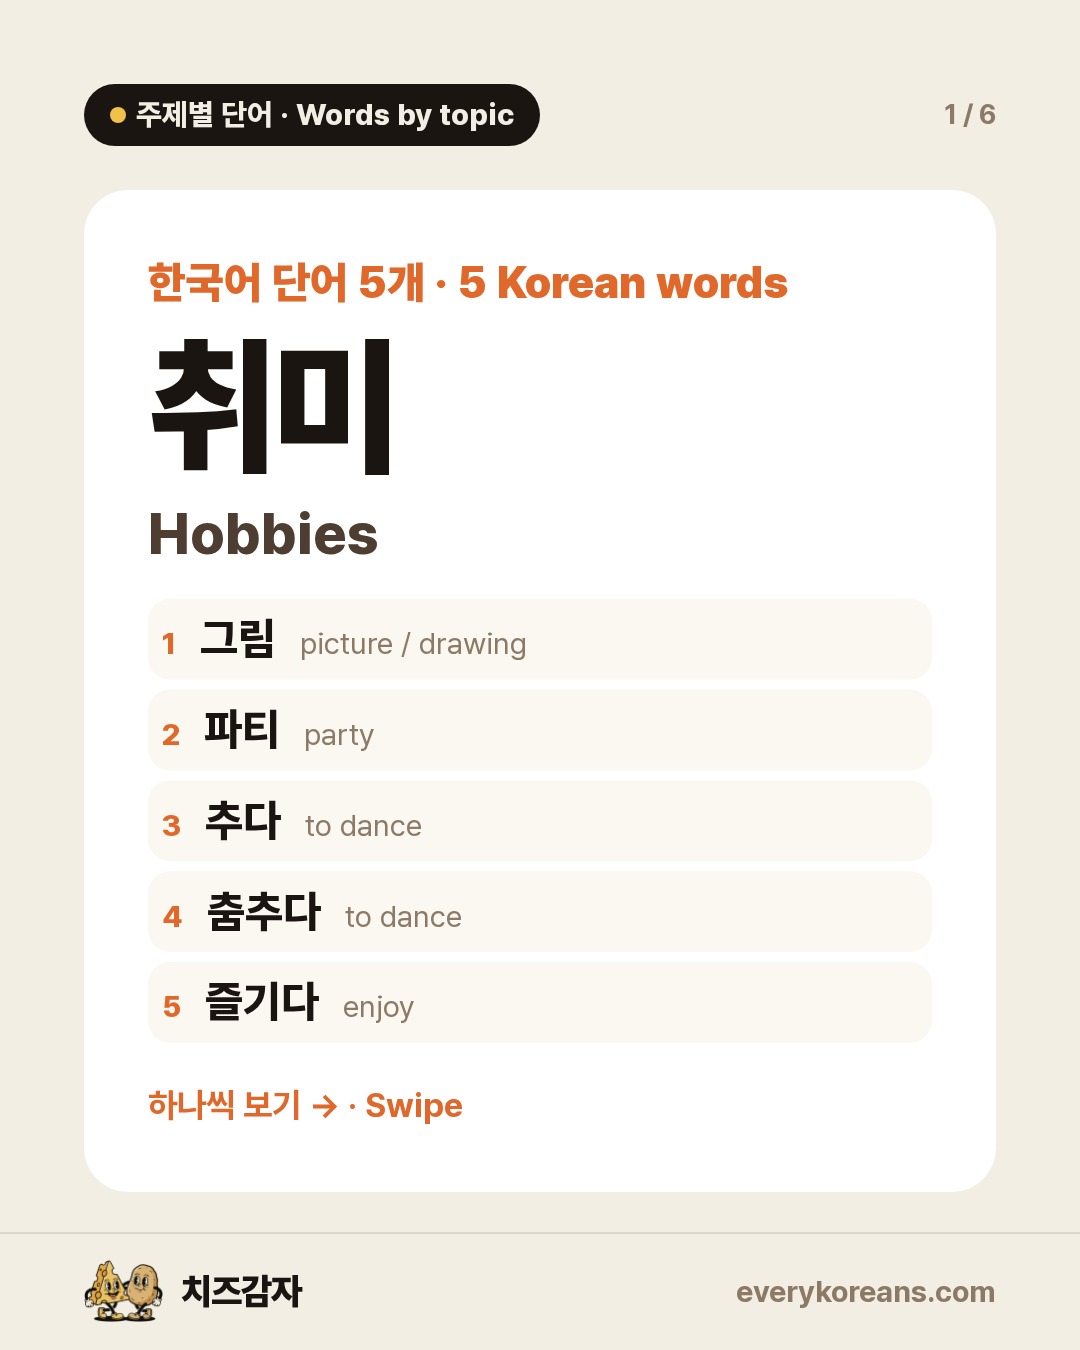 주제별 단어 · Words by topic
1 / 6
한국어 단어 5개 · 5 Korean words
취미
Hobbies
1 그림 picture / drawing
2 파티 party
3 추다 to dance
4 춤추다 to dance
5 즐기다 enjoy
하나씩 보기 → · Swipe
치즈감자
everykoreans.com